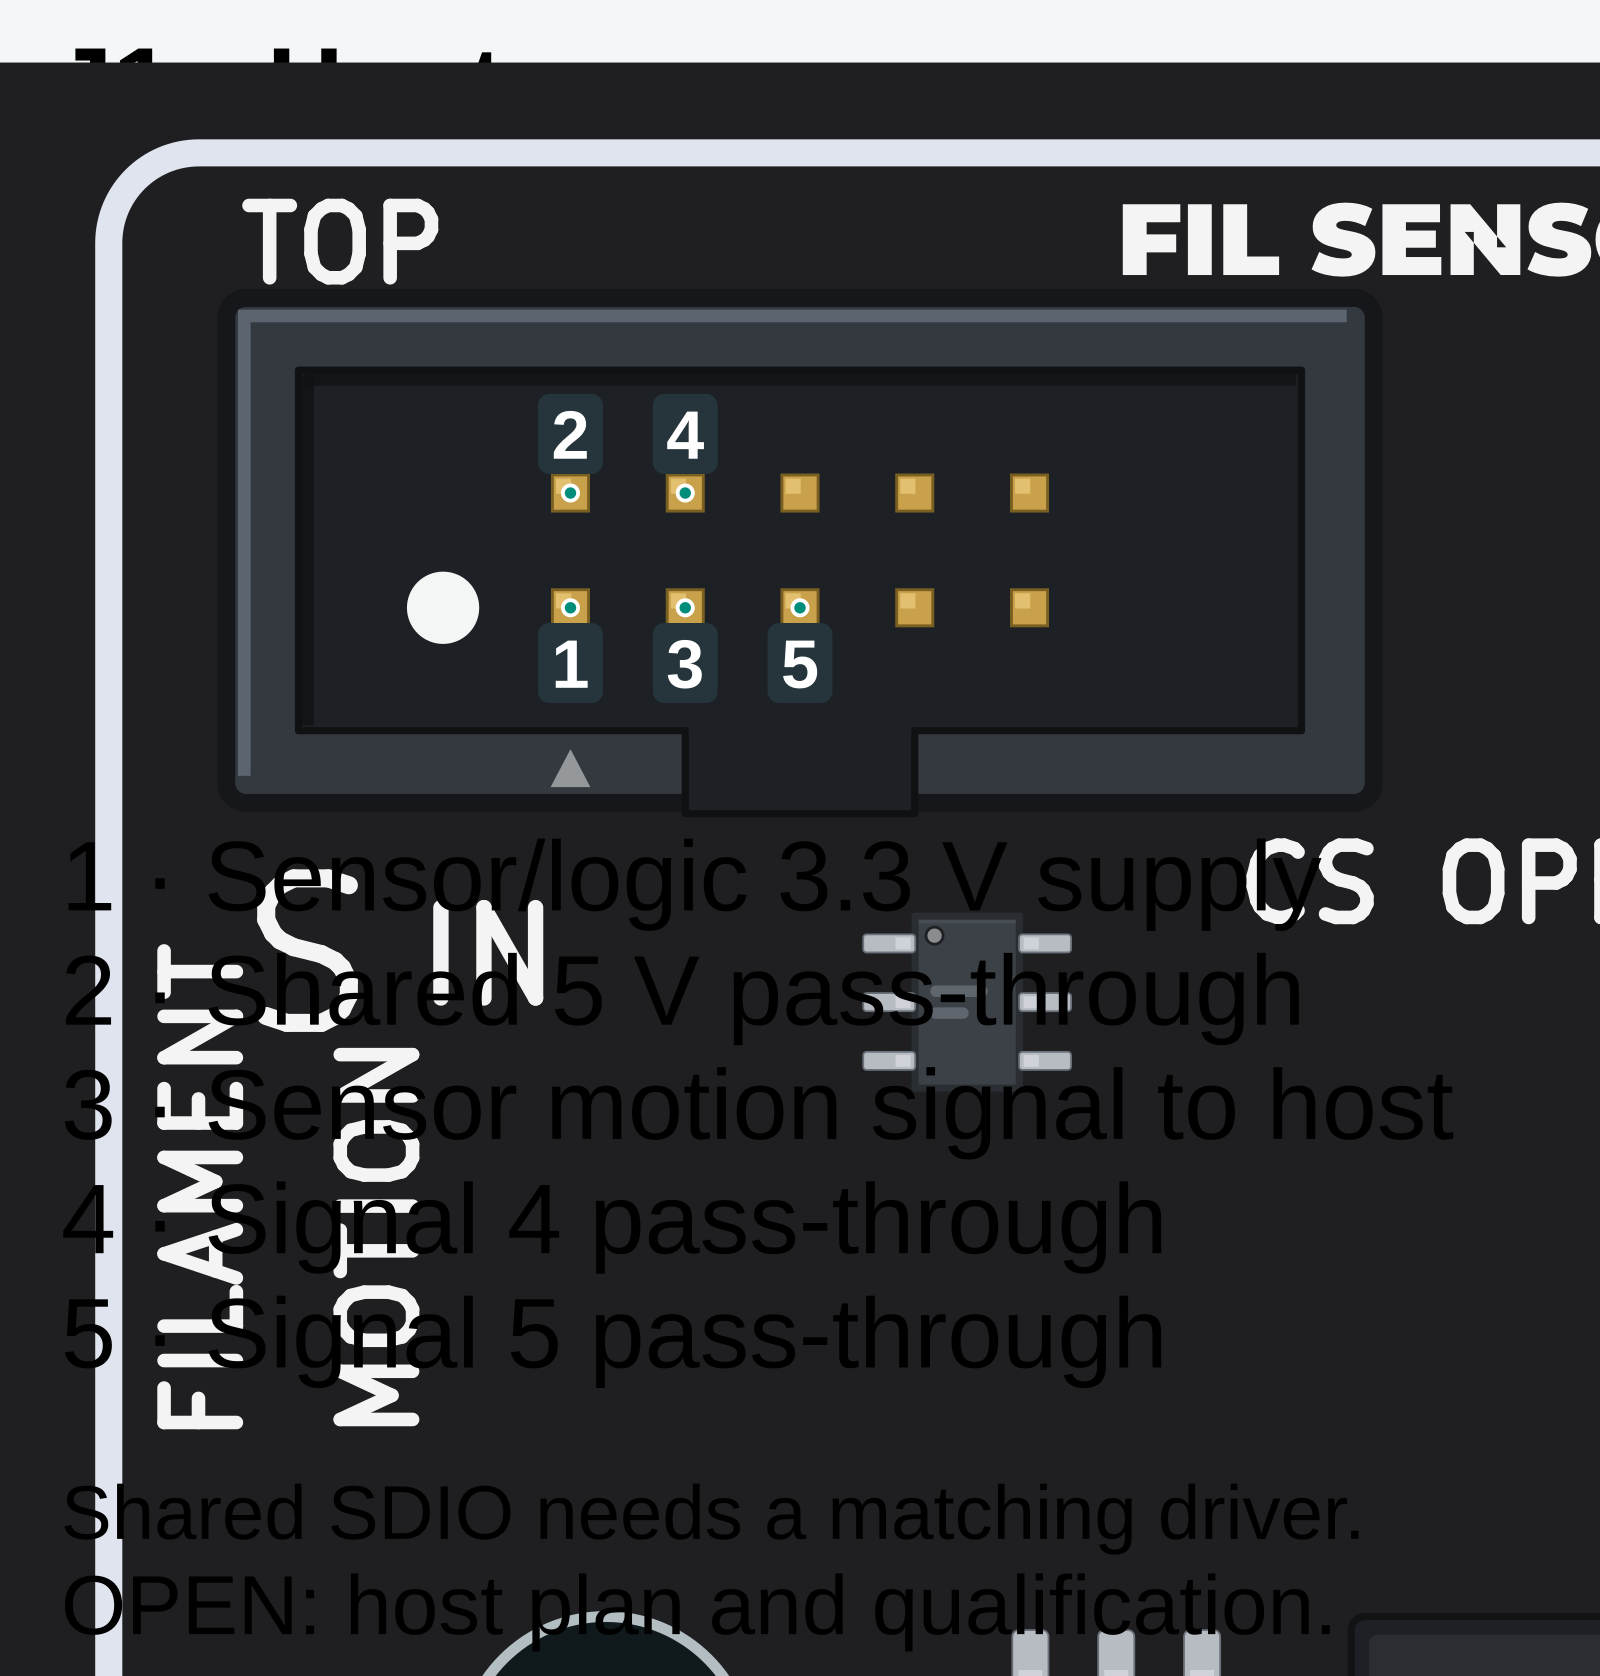 TOP
FIL SENS
2 4
1 3 5
1 · Sensor/logic 3.3 V supply
CS OP
S IN
2 · Shared 5 V pass-through
3 · Sensor motion signal to host
4 · Signal 4 pass-through
5 · Signal 5 pass-through
FILAMENT
MOTION
Shared SDIO needs a matching driver.
OPEN: host plan and qualification.